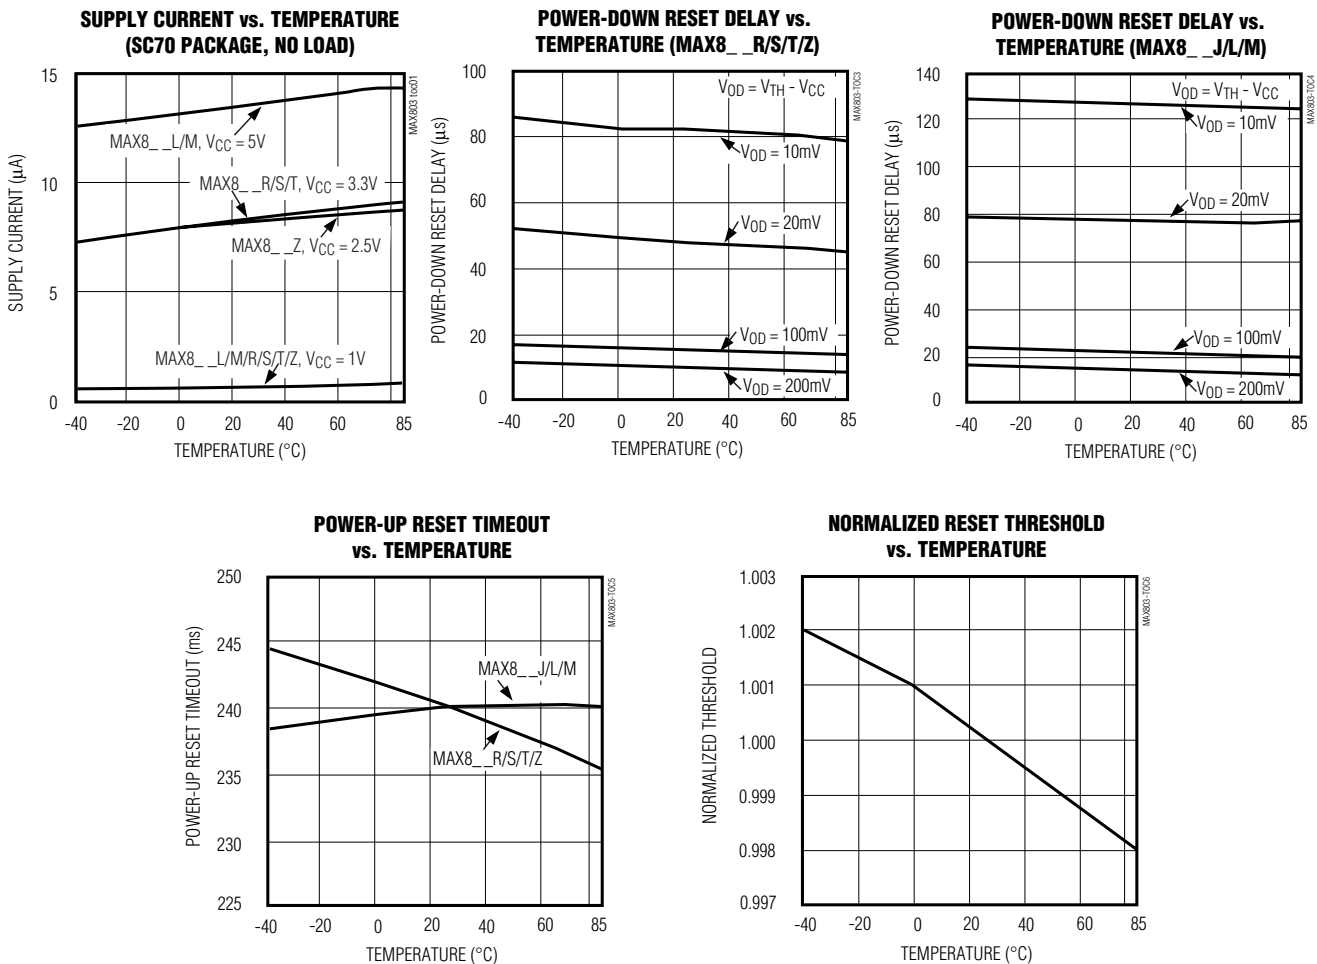 SUPPLY CURRENT vs. TEMPERATURE
(SC70 PACKAGE, NO LOAD)
MAX803 toc01
SUPPLY CURRENT (μA)
15
10
5
0
MAX8_ _L/M, VCC = 5V
MAX8_ _R/S/T, VCC = 3.3V
MAX8_ _Z, VCC = 2.5V
MAX8_ _L/M/R/S/T/Z, VCC = 1V
-40 -20 0 20 40 60 85
TEMPERATURE (°C)
POWER-DOWN RESET DELAY vs.
TEMPERATURE (MAX8_ _R/S/T/Z)
MAX803-TOC3
POWER-DOWN RESET DELAY (μs)
100
80
60
40
20
0
VOD = VTH - VCC
VOD = 10mV
VOD = 20mV
VOD = 100mV
VOD = 200mV
-40 -20 0 20 40 60 85
TEMPERATURE (°C)
POWER-DOWN RESET DELAY vs.
TEMPERATURE (MAX8_ _J/L/M)
MAX803-TOC4
POWER-DOWN RESET DELAY (μs)
140
120
100
80
60
40
20
0
VOD = VTH - VCC
VOD = 10mV
VOD = 20mV
VOD = 100mV
VOD = 200mV
-40 -20 0 20 40 60 85
TEMPERATURE (°C)
POWER-UP RESET TIMEOUT
vs. TEMPERATURE
MAX803-TOC5
POWER-UP RESET TIMEOUT (ms)
250
245
240
235
230
225
MAX8_ _J/L/M
MAX8_ _R/S/T/Z
-40 -20 0 20 40 60 85
TEMPERATURE (°C)
NORMALIZED RESET THRESHOLD
vs. TEMPERATURE
MAX803-TOC6
NORMALIZED THRESHOLD
1.003
1.002
1.001
1.000
0.999
0.998
0.997
-40 -20 0 20 40 60 85
TEMPERATURE (°C)